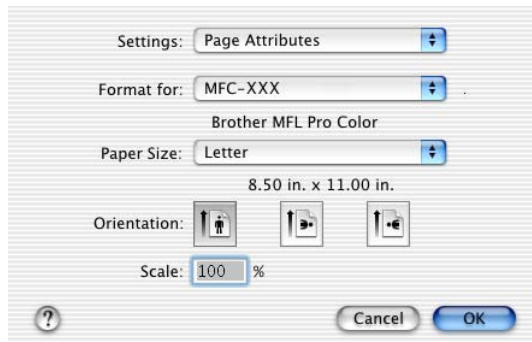 Settings: Page Attributes
Format for: MFC-XXX
Brother MFL Pro Color
Paper Size: Letter
8.50 in. x 11.00 in.
Orientation:
Scale: 100 %
? Cancel OK